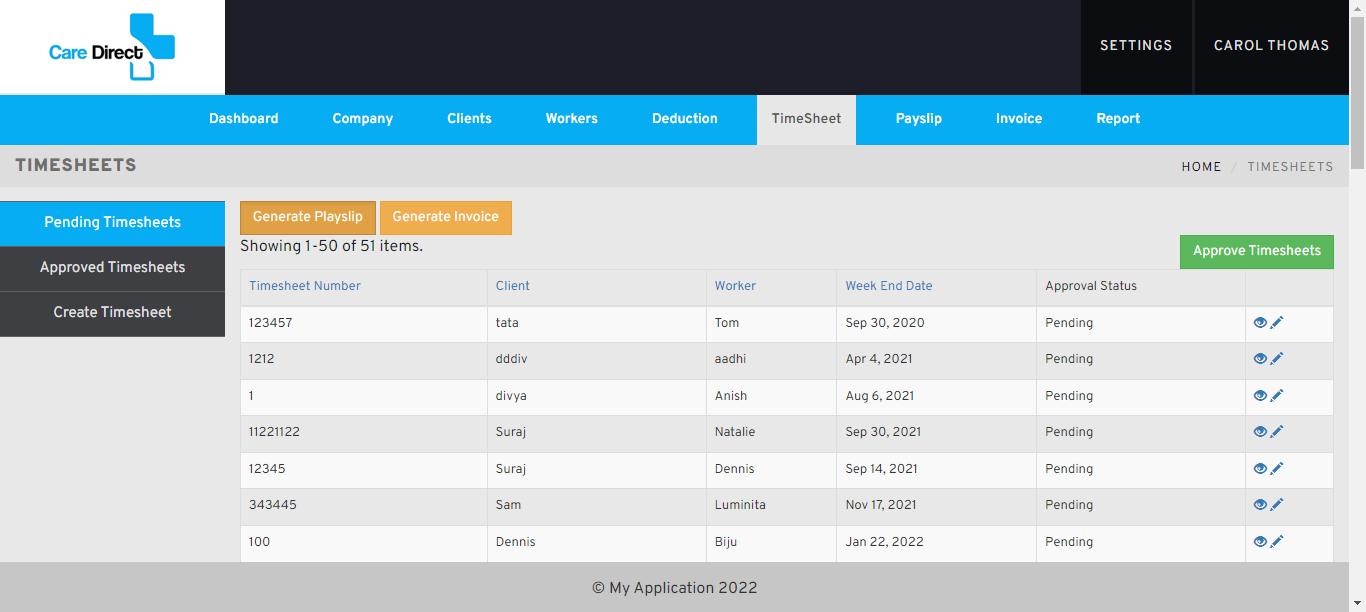 Care Direct
SETTINGS
CAROL THOMAS
Dashboard Company Clients Workers Deduction TimeSheet Payslip Invoice Report
TIMESHEETS
HOME / TIMESHEETS
Pending Timesheets
Approved Timesheets
Create Timesheet
Generate Playslip Generate Invoice
Showing 1-50 of 51 items.
Approve Timesheets
Timesheet Number Client Worker Week End Date Approval Status
123457 tata Tom Sep 30, 2020 Pending
1212 dddiv aadhi Apr 4, 2021 Pending
1 divya Anish Aug 6, 2021 Pending
11221122 Suraj Natalie Sep 30, 2021 Pending
12345 Suraj Dennis Sep 14, 2021 Pending
343445 Sam Luminita Nov 17, 2021 Pending
100 Dennis Biju Jan 22, 2022 Pending
© My Application 2022